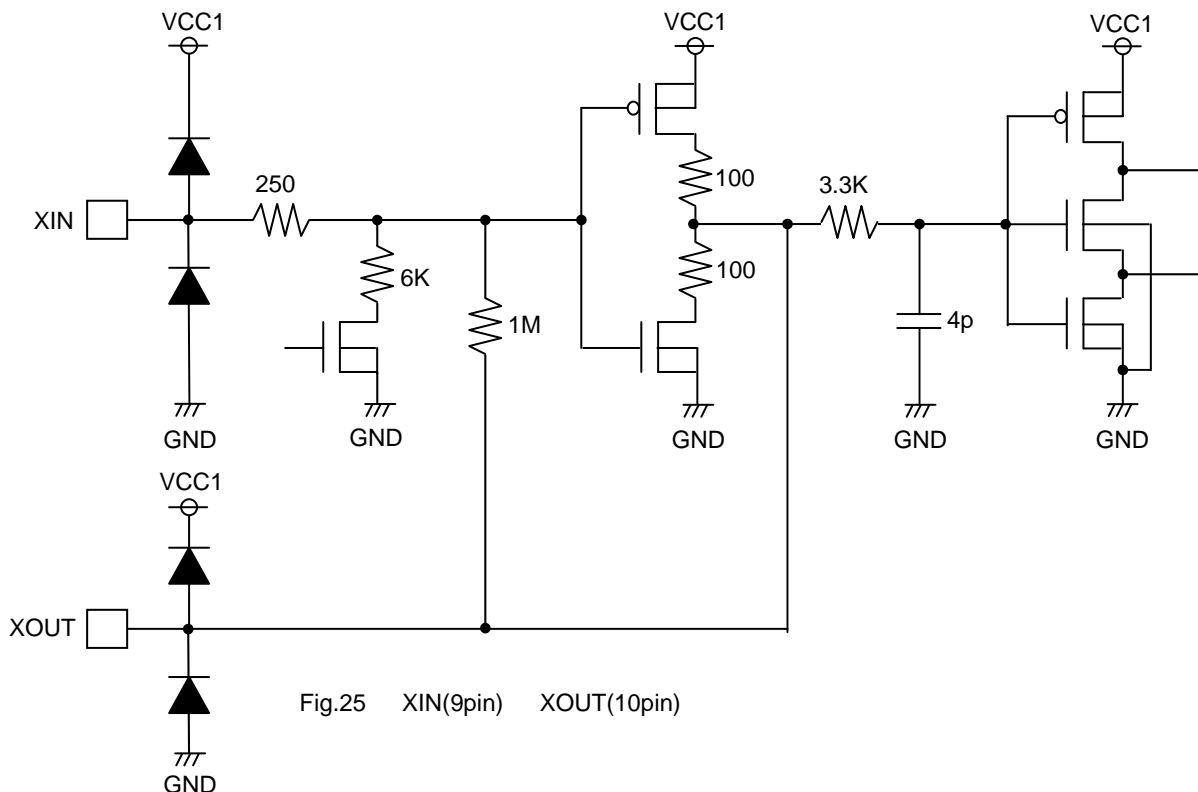 VCC1
VCC1
VCC1
250
100
3.3K
XIN
6K
100
1M
4p
GND
GND
GND
GND
GND
VCC1
XOUT
Fig.25 XIN(9pin) XOUT(10pin)
GND